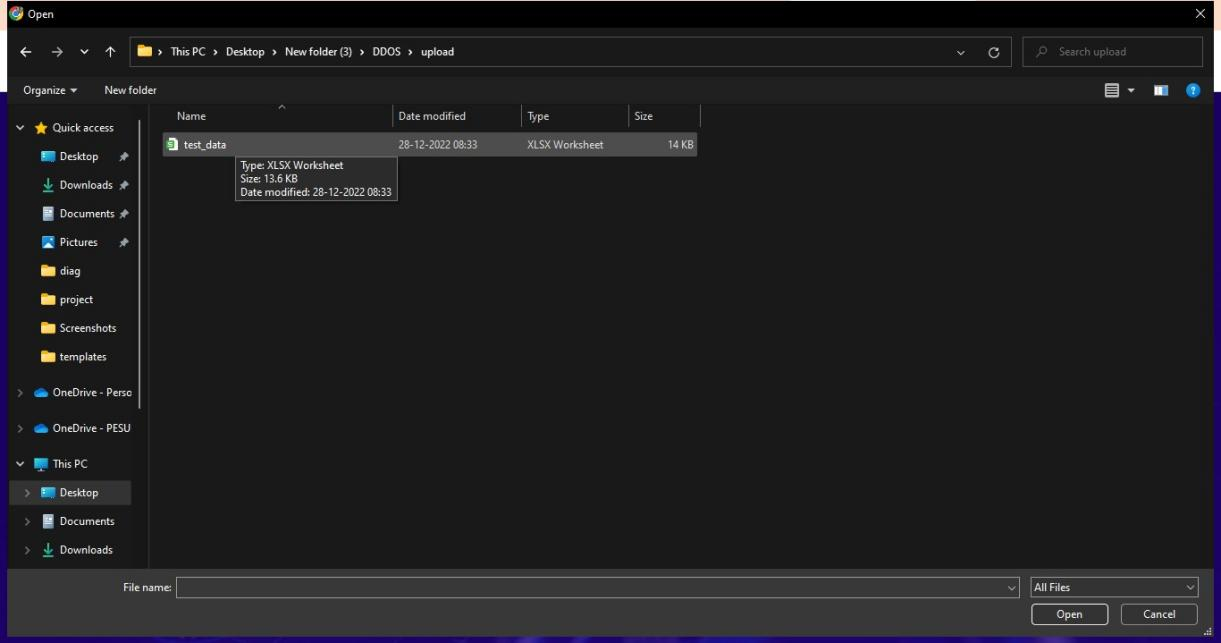 Open
This PC > Desktop > New folder (3) > DDOS > upload
Search upload
Organize
New folder
Name
Date modified
Type
Size
test_data
28-12-2022 08:33
XLSX Worksheet
14 KB
Type: XLSX Worksheet
Size: 13.6 KB
Date modified: 28-12-2022 08:33
Quick access
Desktop
Downloads
Documents
Pictures
diag
project
Screenshots
templates
OneDrive - Perso
OneDrive - PESU
This PC
Desktop
Documents
Downloads
File name:
All Files
Open
Cancel